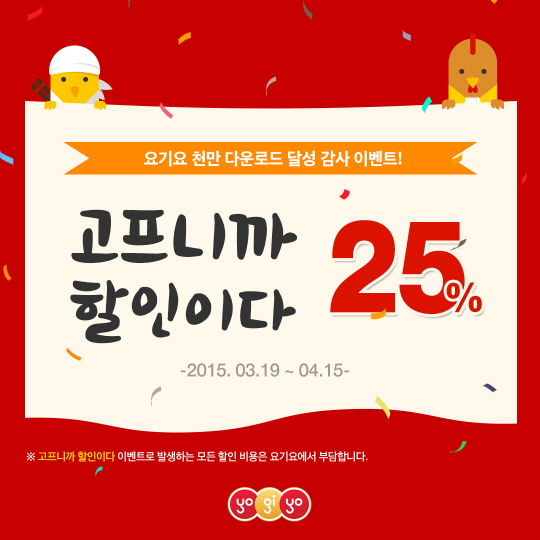 요기요 천만 다운로드 달성 감사 이벤트!
고프니까
할인이다
25%
-2015. 03.19 ~ 04.15-
※ 고프니까 할인이다 이벤트로 발생하는 모든 할인 비용은 요기요에서 부담합니다.
yo gi yo